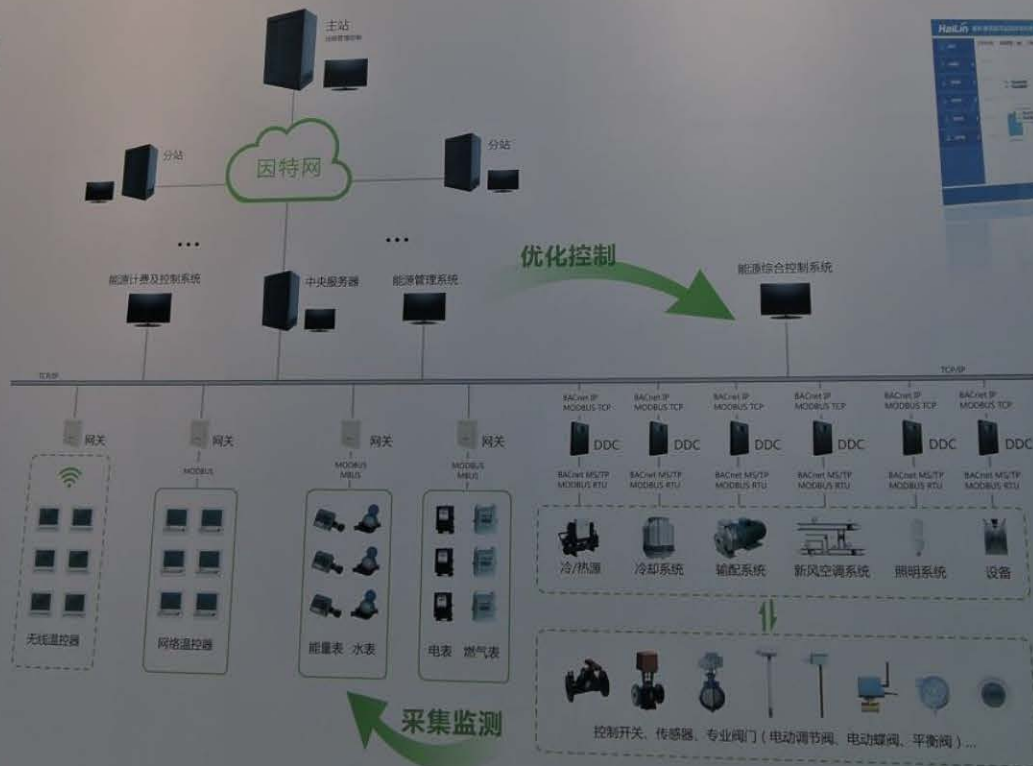 主站
HaiLin
分站
因特网
分站
...
...
优化控制
能源计费及控制系统
中央服务器
能源管理系统
能源综合控制系统
TCP/IP
TCP/IP
网关
网关
网关
网关
MODBUS
MODBUS
MBUS
MODBUS
MBUS
BACnet IP
MODBUS TCP
BACnet IP
MODBUS TCP
BACnet IP
MODBUS TCP
BACnet IP
MODBUS TCP
BACnet IP
MODBUS TCP
BACnet IP
MODBUS TCP
DDC
DDC
DDC
DDC
DDC
DDC
BACnet MS/TP
MODBUS RTU
BACnet MS/TP
MODBUS RTU
BACnet MS/TP
MODBUS RTU
BACnet MS/TP
MODBUS RTU
BACnet MS/TP
MODBUS RTU
BACnet MS/TP
MODBUS RTU
冷/热源
冷却系统
输配系统
新风空调系统
照明系统
设备
无线温控器
网络温控器
能量表 水表
电表 燃气表
采集监测
控制开关、传感器、专业阀门（电动调节阀、电动蝶阀、平衡阀）...